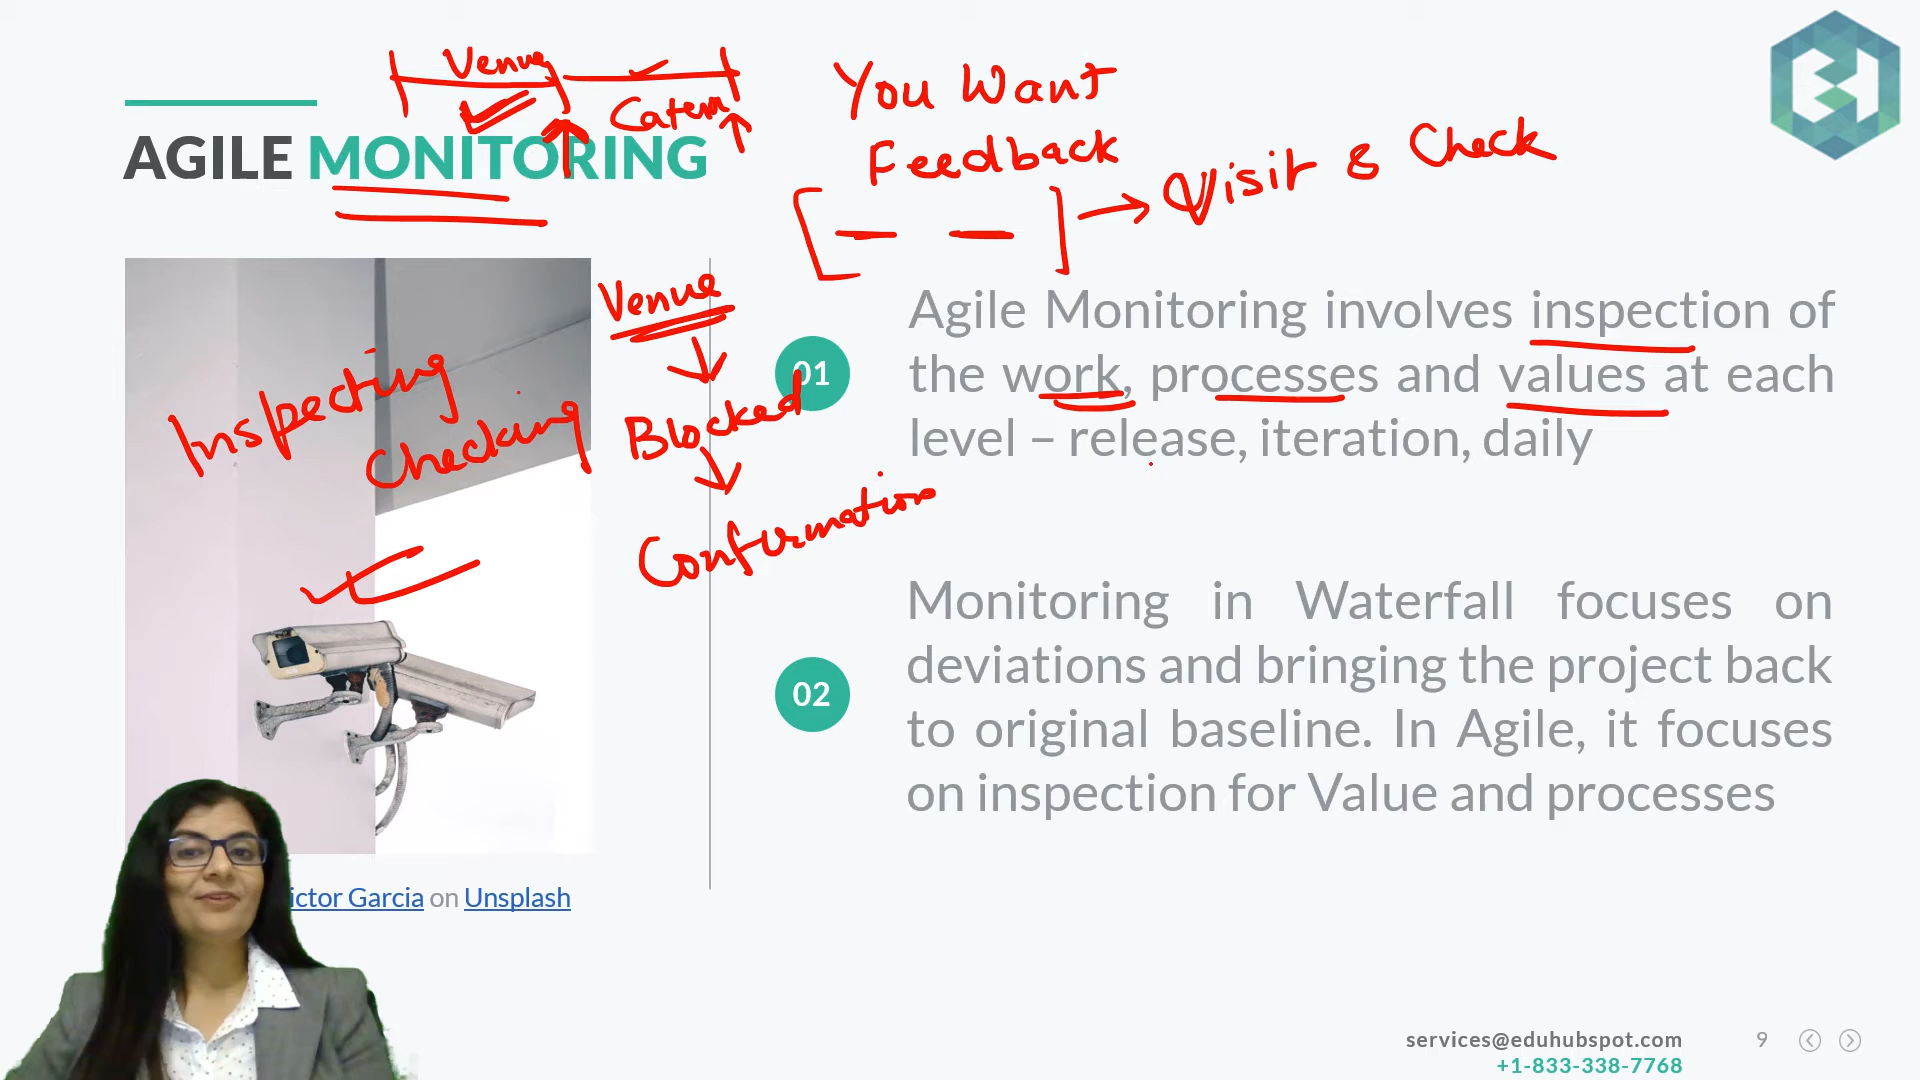 Venue
Catern
You Want
Feedback
Visit & Check
AGILE MONITORING
Venue
Blocked
Confirmation
Inspecting
Checking
01
Agile Monitoring involves inspection of
the work, processes and values at each
level – release, iteration, daily
02
Monitoring in Waterfall focuses on
deviations and bringing the project back
to original baseline. In Agile, it focuses
on inspection for Value and processes
ictor Garcia on Unsplash
services@eduhubspot.com
9
+1-833-338-7768